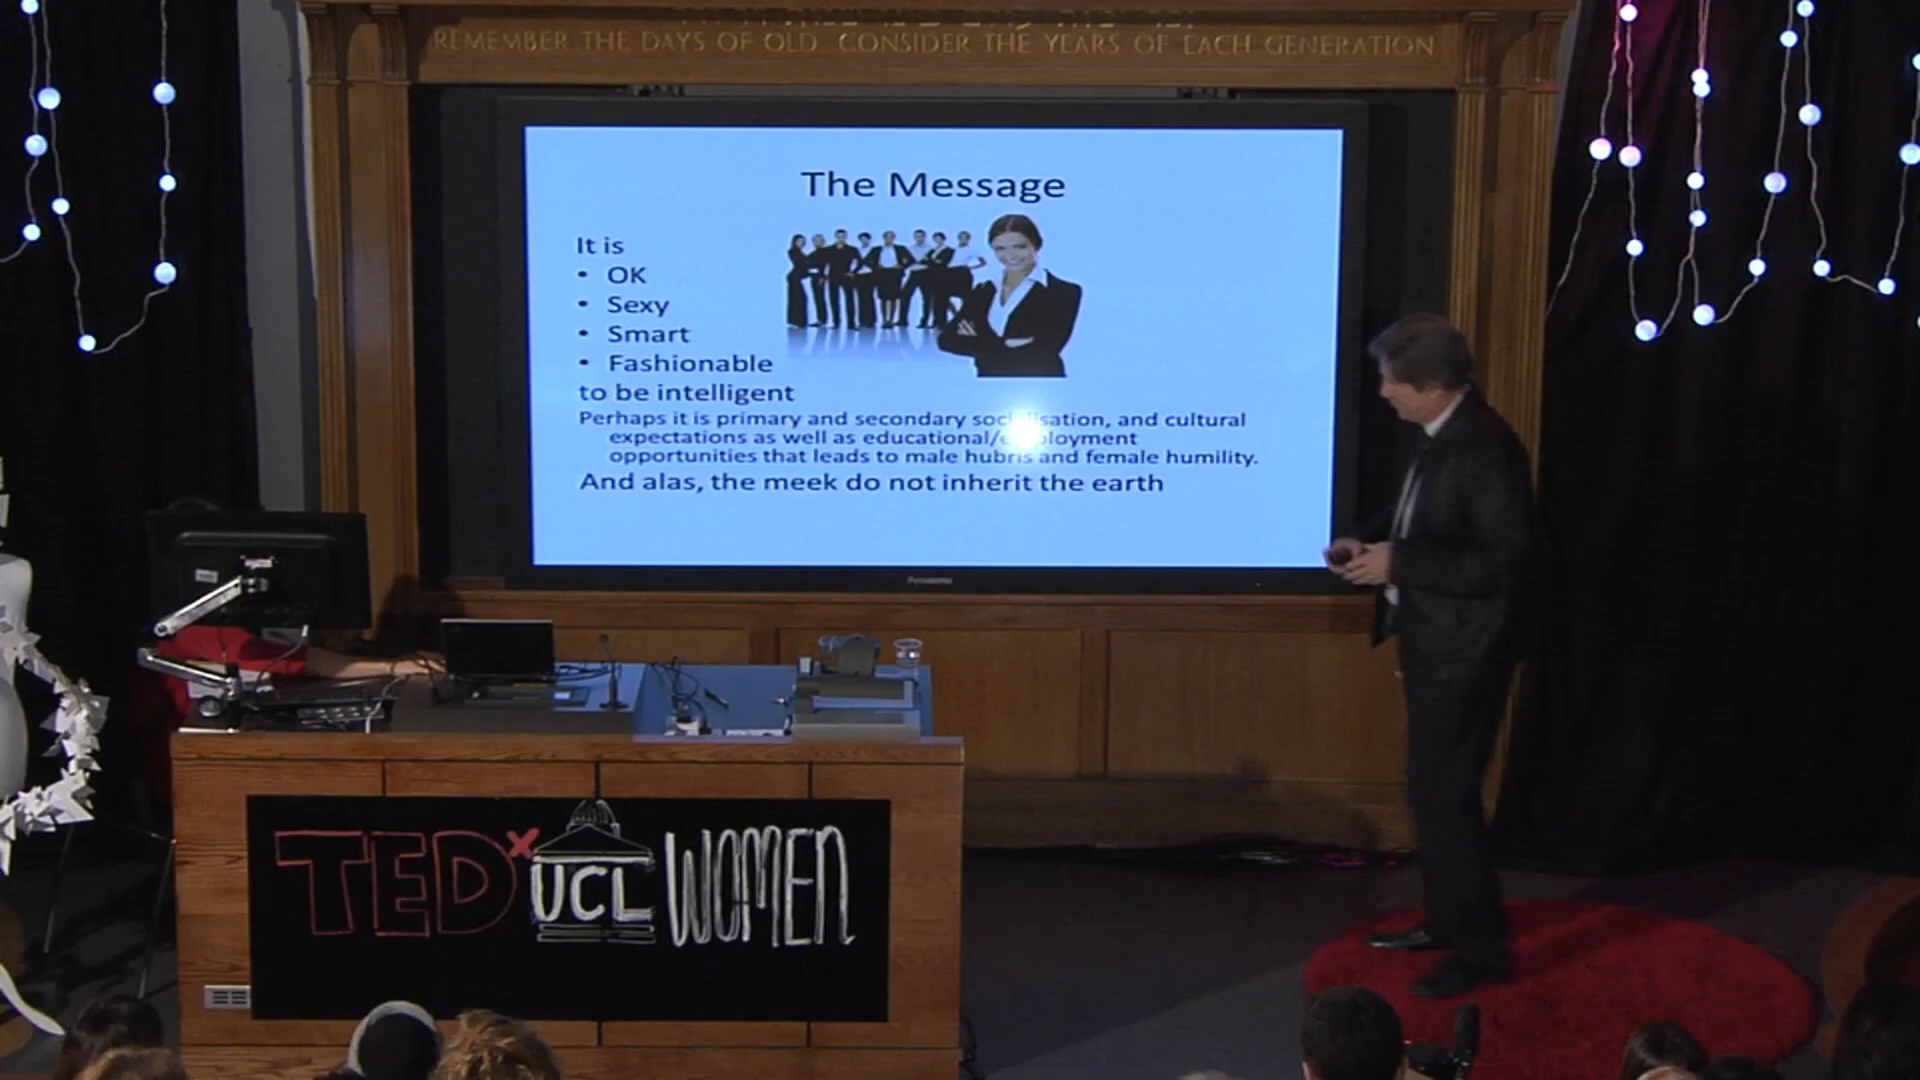 REMEMBER THE DAYS OF OLD CONSIDER THE YEARS OF EACH GENERATION
The Message
It is
• OK
• Sexy
• Smart
• Fashionable
to be intelligent
Perhaps it is primary and secondary socialisation, and cultural
expectations as well as educational/employment
opportunities that leads to male hubris and female humility.
And alas, the meek do not inherit the earth
Panasonic
TEDx UCL WOMEN